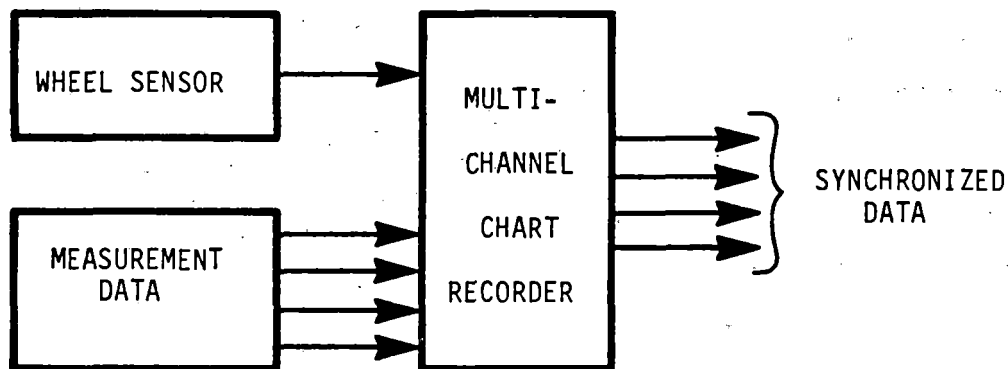 WHEEL SENSOR
MEASUREMENT
DATA
MULTI-
CHANNEL
CHART
RECORDER
SYNCHRONIZED
DATA